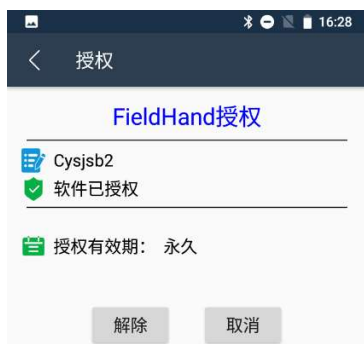 16:28
授权
FieldHand授权
Cysjsb2
软件已授权
授权有效期： 永久
解除 取消